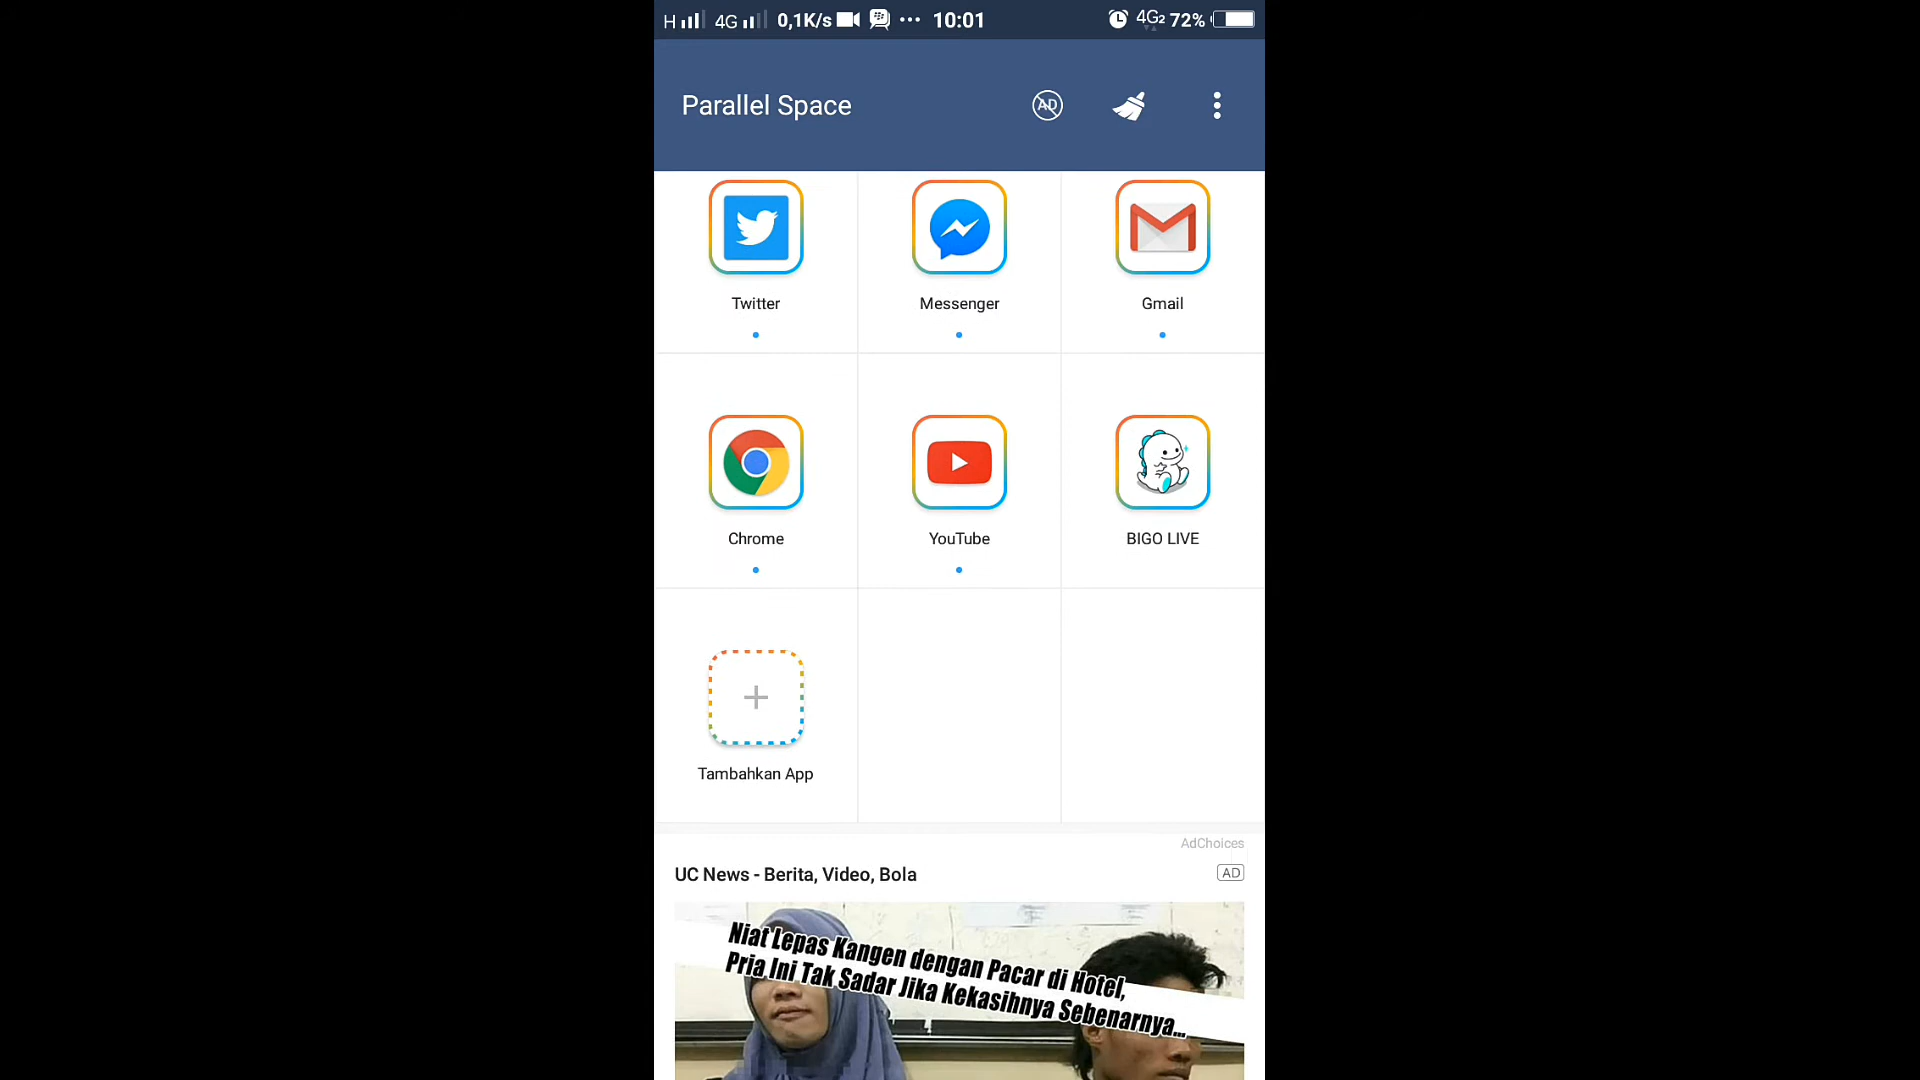 H 4G 0,1K/s 10:01 4G2 72%
Parallel Space
AD
Twitter
Messenger
Gmail
Chrome
YouTube
BIGO LIVE
Tambahkan App
AdChoices
UC News - Berita, Video, Bola
AD
Niat Lepas Kangen dengan Pacar di Hotel,
Pria Ini Tak Sadar Jika Kekasihnya Sebenarnya...